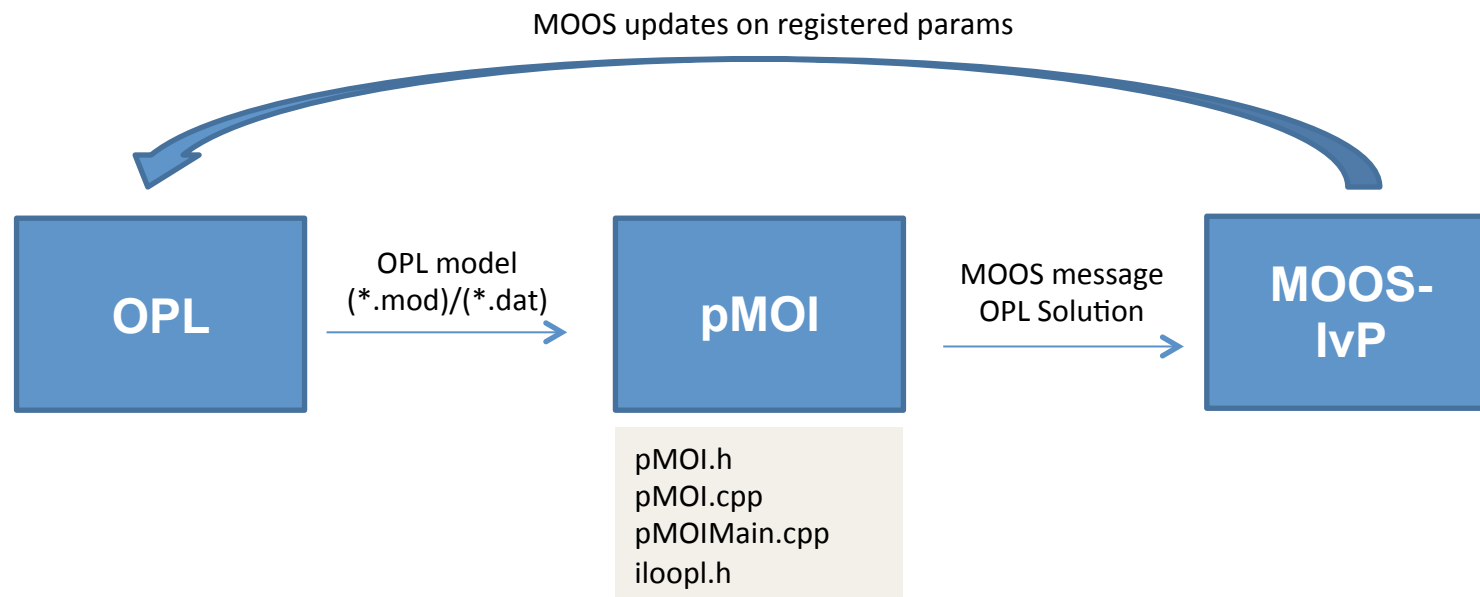 MOOS updates on registered params
OPL
OPL model
(*.mod)/(*.dat)
pMOI
MOOS message
OPL Solution
MOOS-
IvP
pMOI.h
pMOI.cpp
pMOIMain.cpp
iloopl.h